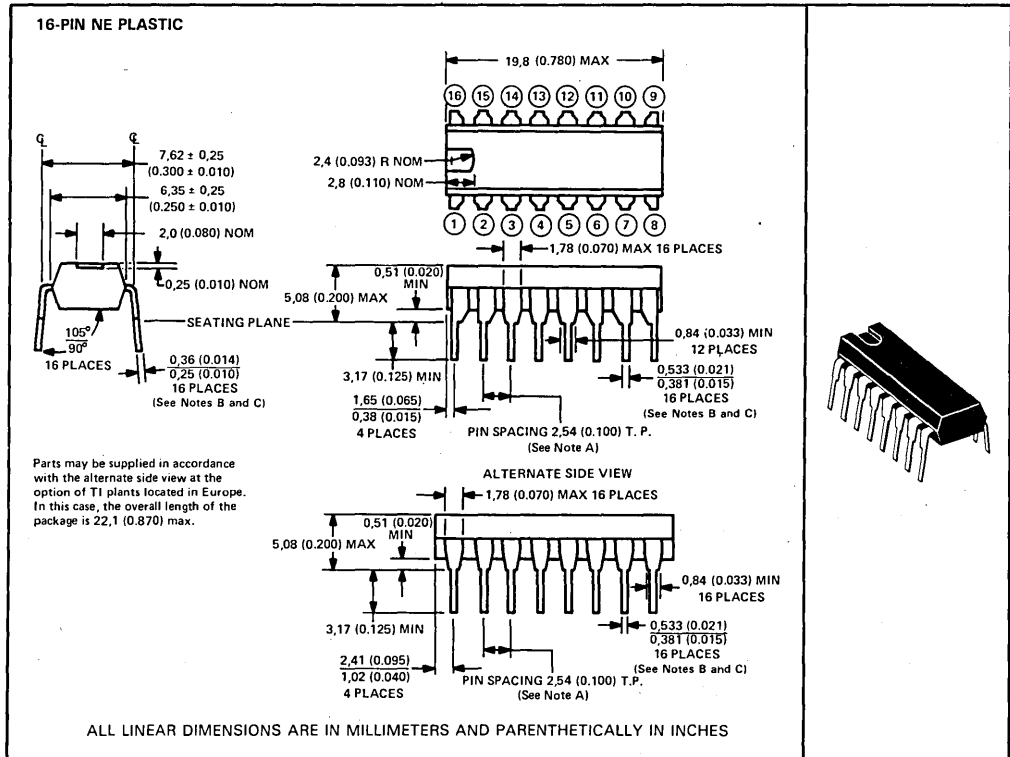 16-PIN NE PLASTIC
19,8 (0.780) MAX
16 15 14 13 12 11 10 9
℄ ℄
7,62 ± 0,25
(0.300 ± 0.010)
6,35 ± 0,25
(0.250 ± 0.010)
2,0 (0.080) NOM
0,25 (0.010) NOM
2,4 (0.093) R NOM
2,8 (0.110) NOM
1 2 3 4 5 6 7 8
1,78 (0.070) MAX 16 PLACES
0,51 (0.020)
MIN
5,08 (0.200) MAX
SEATING PLANE
105°
90°
16 PLACES
0,36 (0.014)
0,25 (0.010)
16 PLACES
(See Notes B and C)
3,17 (0.125) MIN
0,84 (0.033) MIN
12 PLACES
0,533 (0.021)
0,381 (0.015)
16 PLACES
(See Notes B and C)
1,65 (0.065)
0,38 (0.015)
4 PLACES
PIN SPACING 2,54 (0.100) T.P.
(See Note A)
Parts may be supplied in accordance
with the alternate side view at the
option of TI plants located in Europe.
In this case, the overall length of the
package is 22,1 (0.870) max.
ALTERNATE SIDE VIEW
1,78 (0.070) MAX 16 PLACES
0,51 (0.020)
MIN
5,08 (0.200) MAX
0,84 (0.033) MIN
16 PLACES
3,17 (0.125) MIN
0,533 (0.021)
0,381 (0.015)
16 PLACES
(See Notes B and C)
2,41 (0.095)
1,02 (0.040)
4 PLACES
PIN SPACING 2,54 (0.100) T.P.
(See Note A)
ALL LINEAR DIMENSIONS ARE IN MILLIMETERS AND PARENTHETICALLY IN INCHES